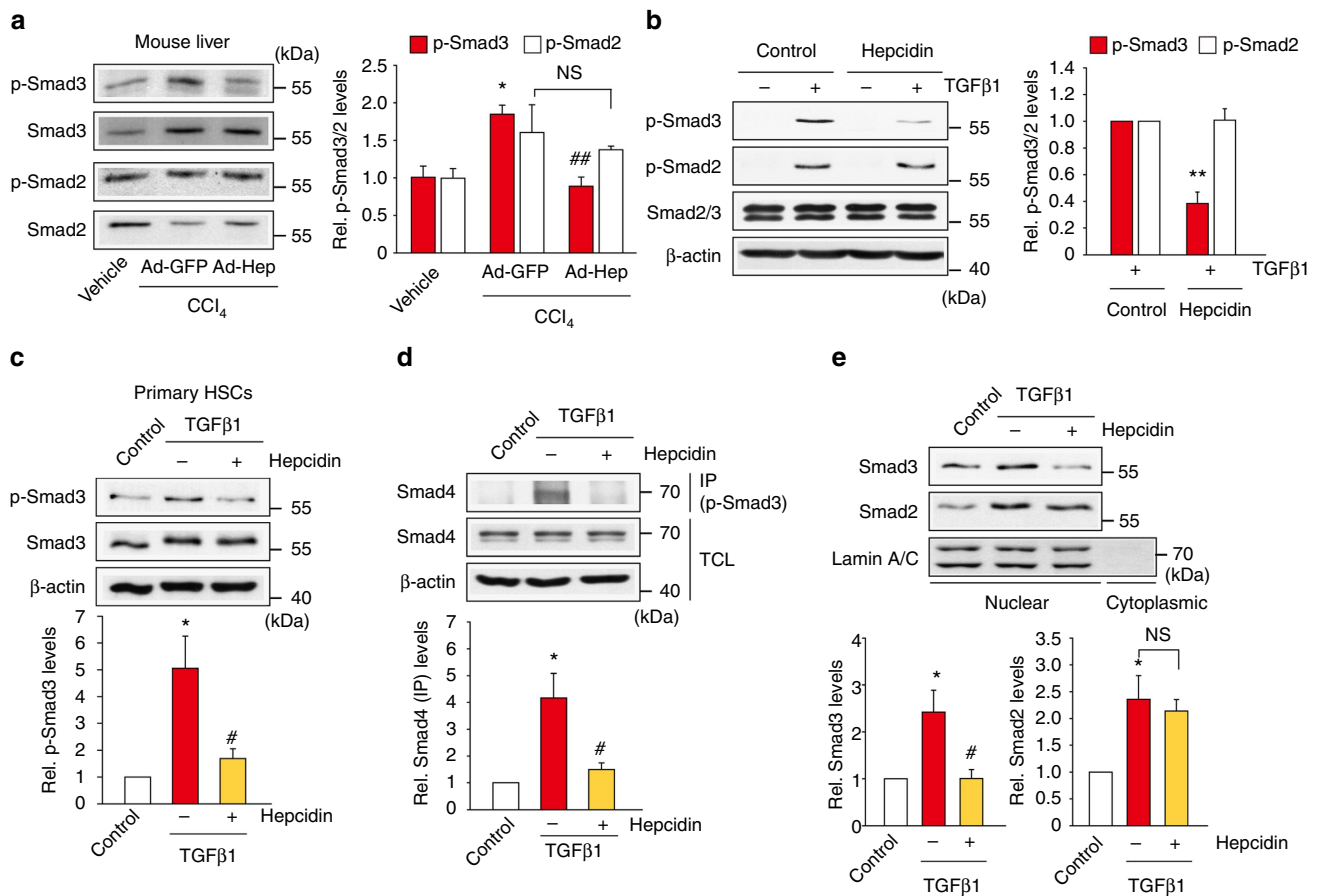 a
Mouse liver
(kDa)
p-Smad3
55
Smad3
55
p-Smad2
55
Smad2
55
Vehicle
Ad-GFP Ad-Hep
CCl4
p-Smad3 p-Smad2
Rel. p-Smad3/2 levels
2.5
2.0
1.5
1.0
0.5
0
*
NS
##
Vehicle
Ad-GFP Ad-Hep
CCl4
b
Control Hepcidin
– + – + TGFβ1
p-Smad3
55
p-Smad2
55
Smad2/3
55
β-actin
40
(kDa)
p-Smad3 p-Smad2
Rel. p-Smad3/2 levels
1.4
1.2
1.0
0.8
0.6
0.4
0.2
0
**
+ + TGFβ1
Control Hepcidin
c
Primary HSCs
Control
TGFβ1
– + Hepcidin
p-Smad3
55
Smad3
55
β-actin
40
(kDa)
Rel. p-Smad3 levels
7
6
5
4
3
2
1
0
*
#
Control
– + Hepcidin
TGFβ1
d
Control
TGFβ1
– + Hepcidin
Smad4
70
IP
(p-Smad3)
Smad4
70
TCL
β-actin
40
(kDa)
Rel. Smad4 (IP) levels
7
6
5
4
3
2
1
0
*
#
Control
– + Hepcidin
TGFβ1
e
Control
TGFβ1
– + Hepcidin
Smad3
55
Smad2
55
Lamin A/C
70
(kDa)
Nuclear Cytoplasmic
Rel. Smad3 levels
4
3
2
1
0
*
#
Control
– +
TGFβ1
Rel. Smad2 levels
3.5
3.0
2.5
2.0
1.5
1.0
0.5
0
*
NS
Control
– + Hepcidin
TGFβ1